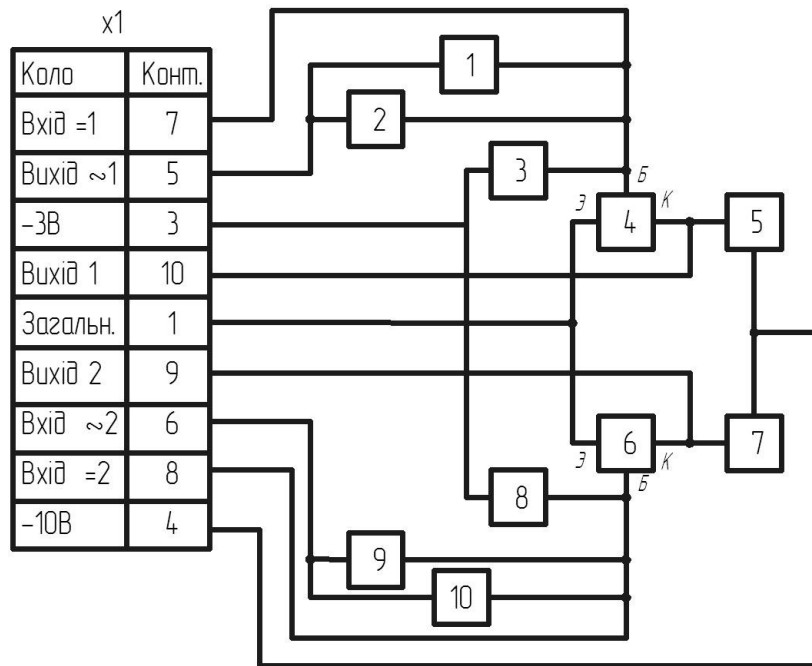 x1
Коло Конт.
Вхід =1 7
Вихід ~1 5
-3В 3
Вихід 1 10
Загальн. 1
Вихід 2 9
Вхід ~2 6
Вхід =2 8
-10В 4
1
2
3
Б
Э 4 К
5
6
Э К
Б
7
8
9
10